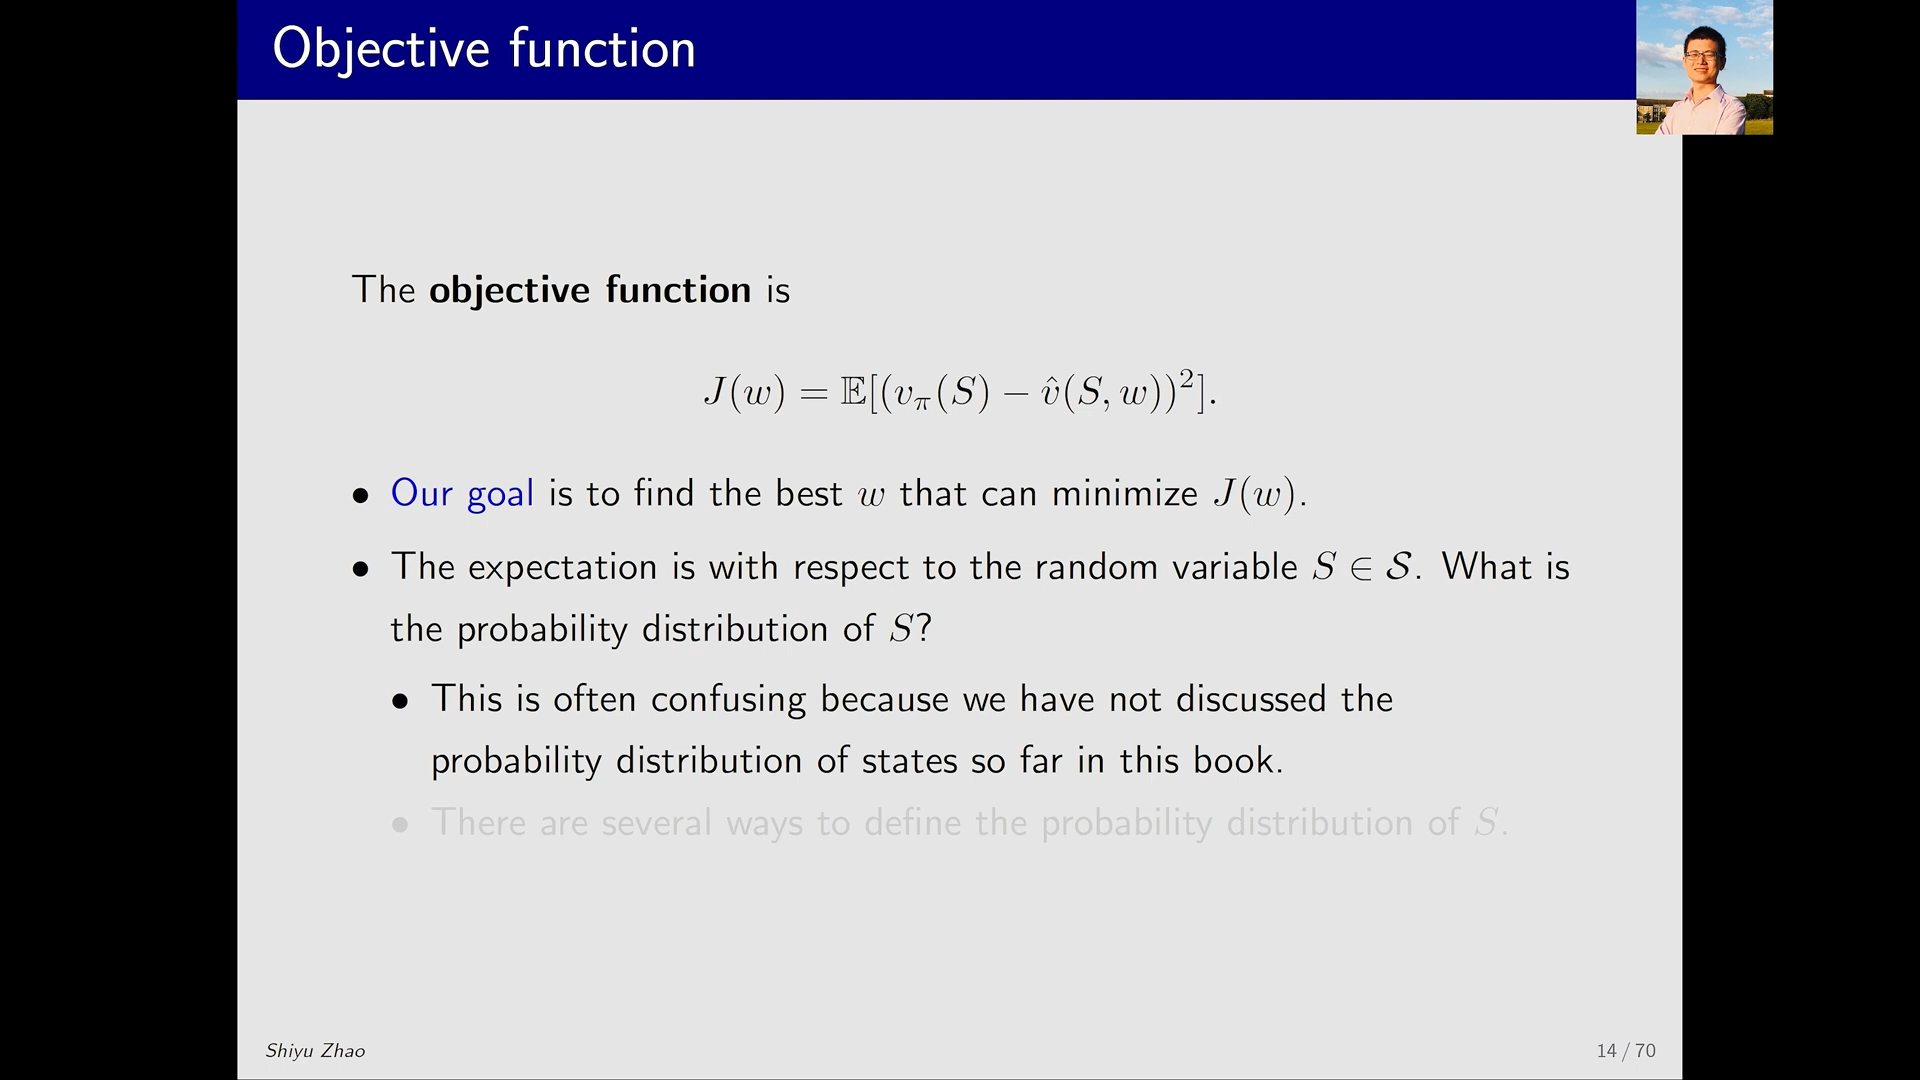 Objective function
The objective function is
J(w) = 𝔼[(v_π(S) − v̂(S, w))²].
• Our goal is to find the best w that can minimize J(w).
• The expectation is with respect to the random variable S ∈ 𝒮. What is
the probability distribution of S?
• This is often confusing because we have not discussed the
probability distribution of states so far in this book.
• There are several ways to define the probability distribution of S.
Shiyu Zhao
14 / 70